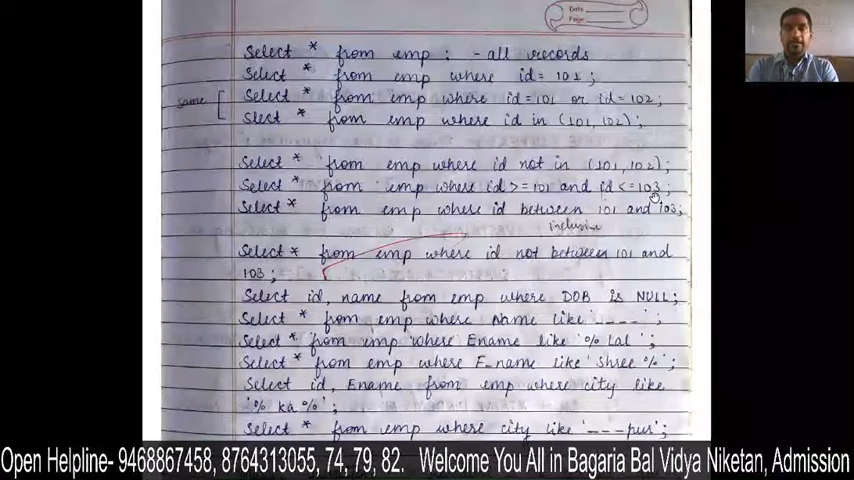 Date
Page
Select * from emp ; - all records
Select * from emp where id = 101 ;
same
Select * from emp where id = 101 or id = 102 ;
Slect * from emp where id in (101, 102) ;
Select * from emp where id not in (101, 102) ;
Select * from emp where id >= 101 and id <= 103 ;
Select * from emp where id between 101 and 103 ;
inclusive
Select * from emp where id not between 101 and
103 ;
Select id, name from emp where DOB is NULL ;
Select * from emp where Name like '_ _ _ _' ;
Select * from emp where Ename like '% Lal' ;
Select * from emp where F_name like 'Shree %' ;
Select id, Ename from emp where city like
'% ka %' ;
Select * from emp where city like '_ _ _ pur' ;
Open Helpline- 9468867458, 8764313055, 74, 79, 82. Welcome You All in Bagaria Bal Vidya Niketan, Admission